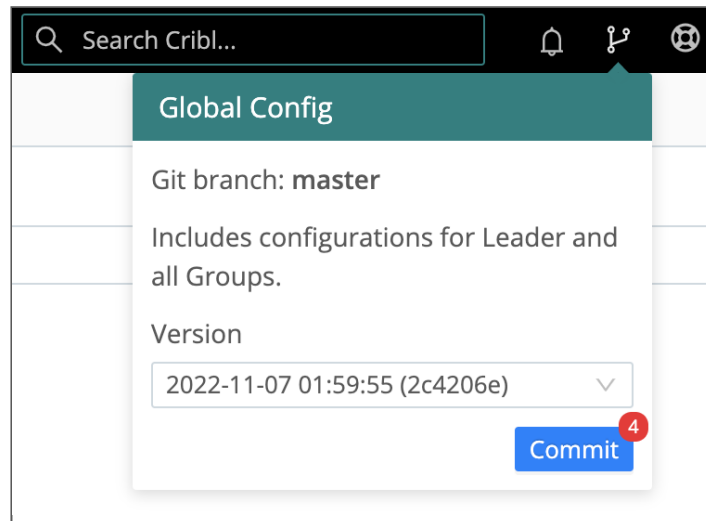 Search Cribl...
Global Config
Git branch: master
Includes configurations for Leader and
all Groups.
Version
2022-11-07 01:59:55 (2c4206e)
4
Commit